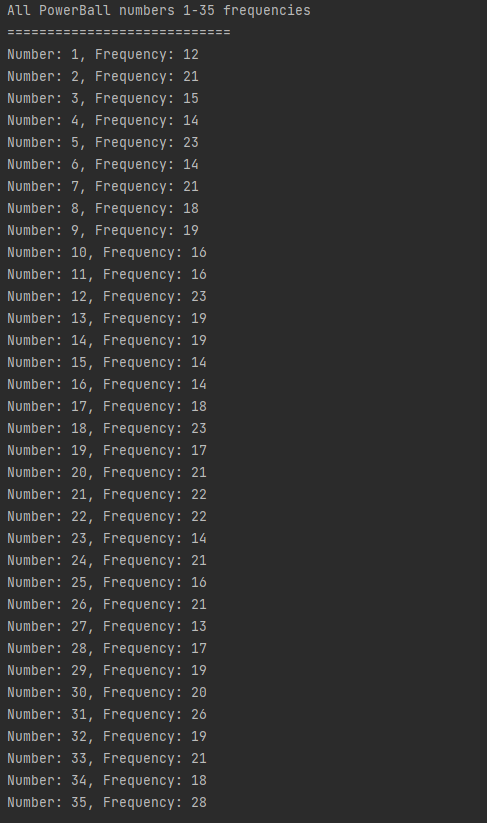 All PowerBall numbers 1-35 frequencies
============================
Number: 1, Frequency: 12
Number: 2, Frequency: 21
Number: 3, Frequency: 15
Number: 4, Frequency: 14
Number: 5, Frequency: 23
Number: 6, Frequency: 14
Number: 7, Frequency: 21
Number: 8, Frequency: 18
Number: 9, Frequency: 19
Number: 10, Frequency: 16
Number: 11, Frequency: 16
Number: 12, Frequency: 23
Number: 13, Frequency: 19
Number: 14, Frequency: 19
Number: 15, Frequency: 14
Number: 16, Frequency: 14
Number: 17, Frequency: 18
Number: 18, Frequency: 23
Number: 19, Frequency: 17
Number: 20, Frequency: 21
Number: 21, Frequency: 22
Number: 22, Frequency: 22
Number: 23, Frequency: 14
Number: 24, Frequency: 21
Number: 25, Frequency: 16
Number: 26, Frequency: 21
Number: 27, Frequency: 13
Number: 28, Frequency: 17
Number: 29, Frequency: 19
Number: 30, Frequency: 20
Number: 31, Frequency: 26
Number: 32, Frequency: 19
Number: 33, Frequency: 21
Number: 34, Frequency: 18
Number: 35, Frequency: 28